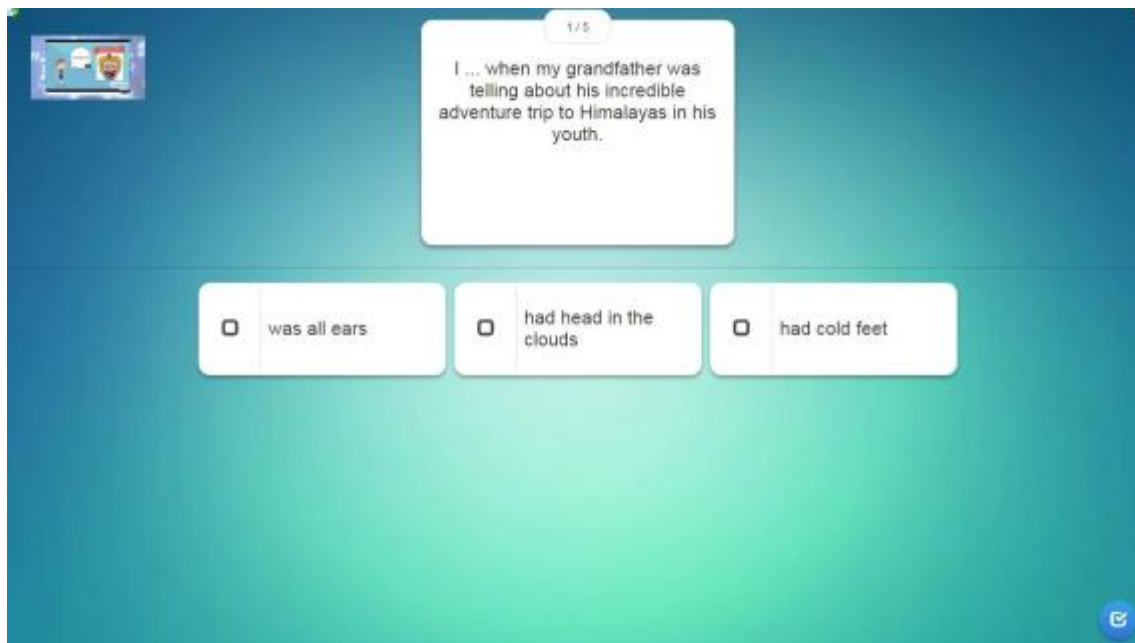 1 / 5
I ... when my grandfather was
telling about his incredible
adventure trip to Himalayas in his
youth.
was all ears
had head in the
clouds
had cold feet